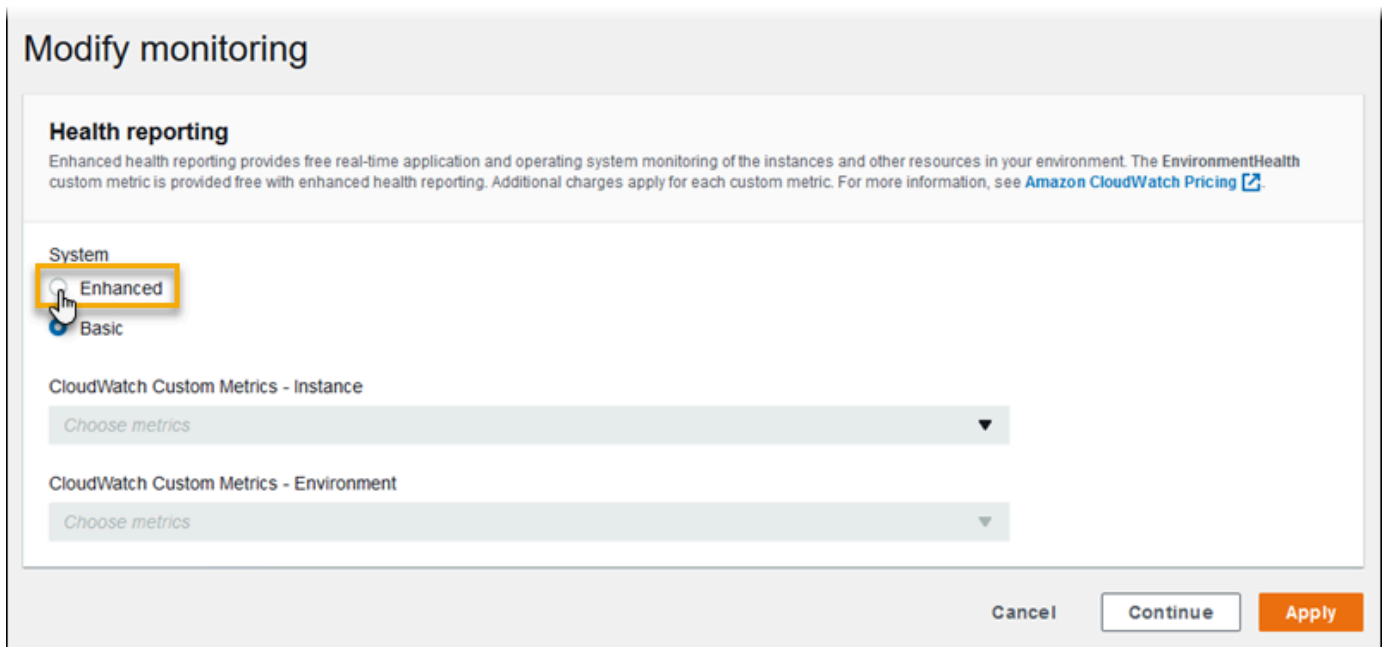 Modify monitoring
Health reporting
Enhanced health reporting provides free real-time application and operating system monitoring of the instances and other resources in your environment. The EnvironmentHealth
custom metric is provided free with enhanced health reporting. Additional charges apply for each custom metric. For more information, see Amazon CloudWatch Pricing.
System
Enhanced
Basic
CloudWatch Custom Metrics - Instance
Choose metrics
CloudWatch Custom Metrics - Environment
Choose metrics
Cancel Continue Apply